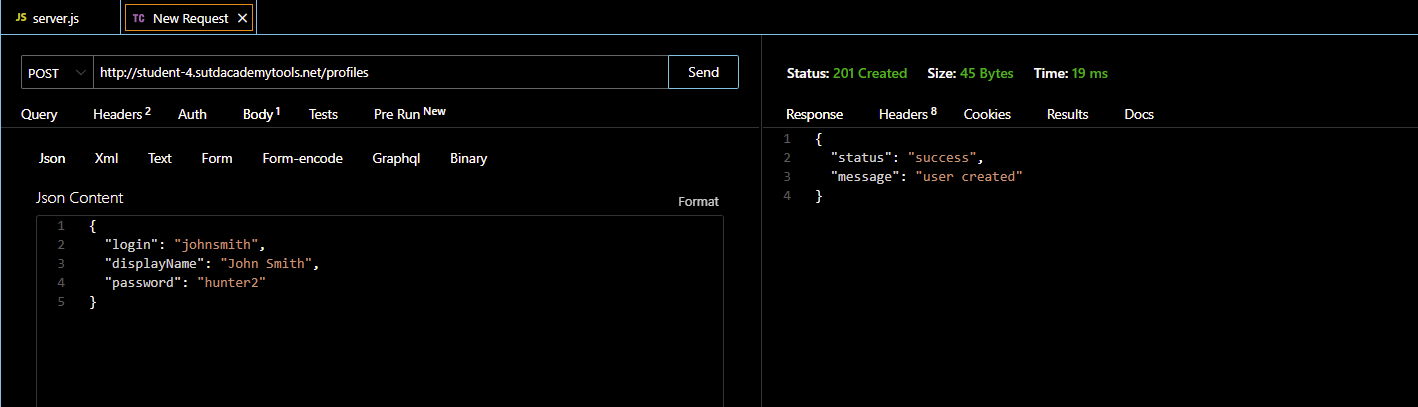 JS server.js
TC New Request ✕
POST http://student-4.sutdacademytools.net/profiles Send
Query Headers 2 Auth Body 1 Tests Pre Run New
Json Xml Text Form Form-encode Graphql Binary
Json Content Format
1 {
2 "login": "johnsmith",
3 "displayName": "John Smith",
4 "password": "hunter2"
5 }
Status: 201 Created Size: 45 Bytes Time: 19 ms
Response Headers 8 Cookies Results Docs
1 {
2 "status": "success",
3 "message": "user created"
4 }